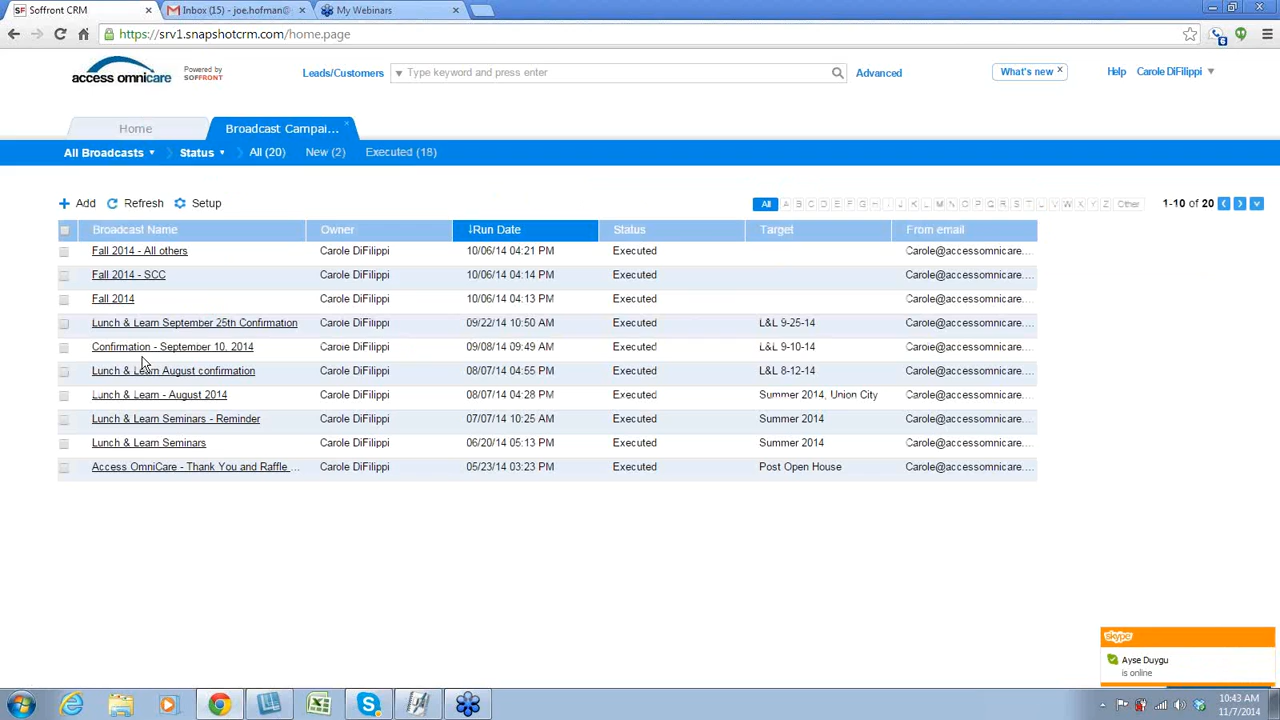 SF Soffront CRM
Inbox (15) - joe.hofman@
My Webinars
https://srv1.snapshotcrm.com/home.page
6
access omnicare
Powered by
SOFFRONT
Leads/Customers
Type keyword and press enter
Advanced
What's new x
Help
Carole DiFilippi
Home
Broadcast Campai...
All Broadcasts
Status
All (20)
New (2)
Executed (18)
Add
Refresh
Setup
All A B C D E F G H I J K L M N O P Q R S T U V W X Y Z Other
1-10 of 20
Broadcast Name Owner ↓Run Date Status Target From email
Fall 2014 - All others Carole DiFilippi 10/06/14 04:21 PM Executed Carole@accessomnicare....
Fall 2014 - SCC Carole DiFilippi 10/06/14 04:14 PM Executed Carole@accessomnicare....
Fall 2014 Carole DiFilippi 10/06/14 04:13 PM Executed Carole@accessomnicare....
Lunch & Learn September 25th Confirmation Carole DiFilippi 09/22/14 10:50 AM Executed L&L 9-25-14 Carole@accessomnicare....
Confirmation - September 10, 2014 Carole DiFilippi 09/08/14 09:49 AM Executed L&L 9-10-14 Carole@accessomnicare....
Lunch & Learn August confirmation Carole DiFilippi 08/07/14 04:55 PM Executed L&L 8-12-14 Carole@accessomnicare....
Lunch & Learn - August 2014 Carole DiFilippi 08/07/14 04:28 PM Executed Summer 2014, Union City Carole@accessomnicare....
Lunch & Learn Seminars - Reminder Carole DiFilippi 07/07/14 10:25 AM Executed Summer 2014 Carole@accessomnicare....
Lunch & Learn Seminars Carole DiFilippi 06/20/14 05:13 PM Executed Summer 2014 Carole@accessomnicare....
Access OmniCare - Thank You and Raffle ... Carole DiFilippi 05/23/14 03:23 PM Executed Post Open House Carole@accessomnicare....
skype
Ayse Duygu
is online
10:43 AM
11/7/2014